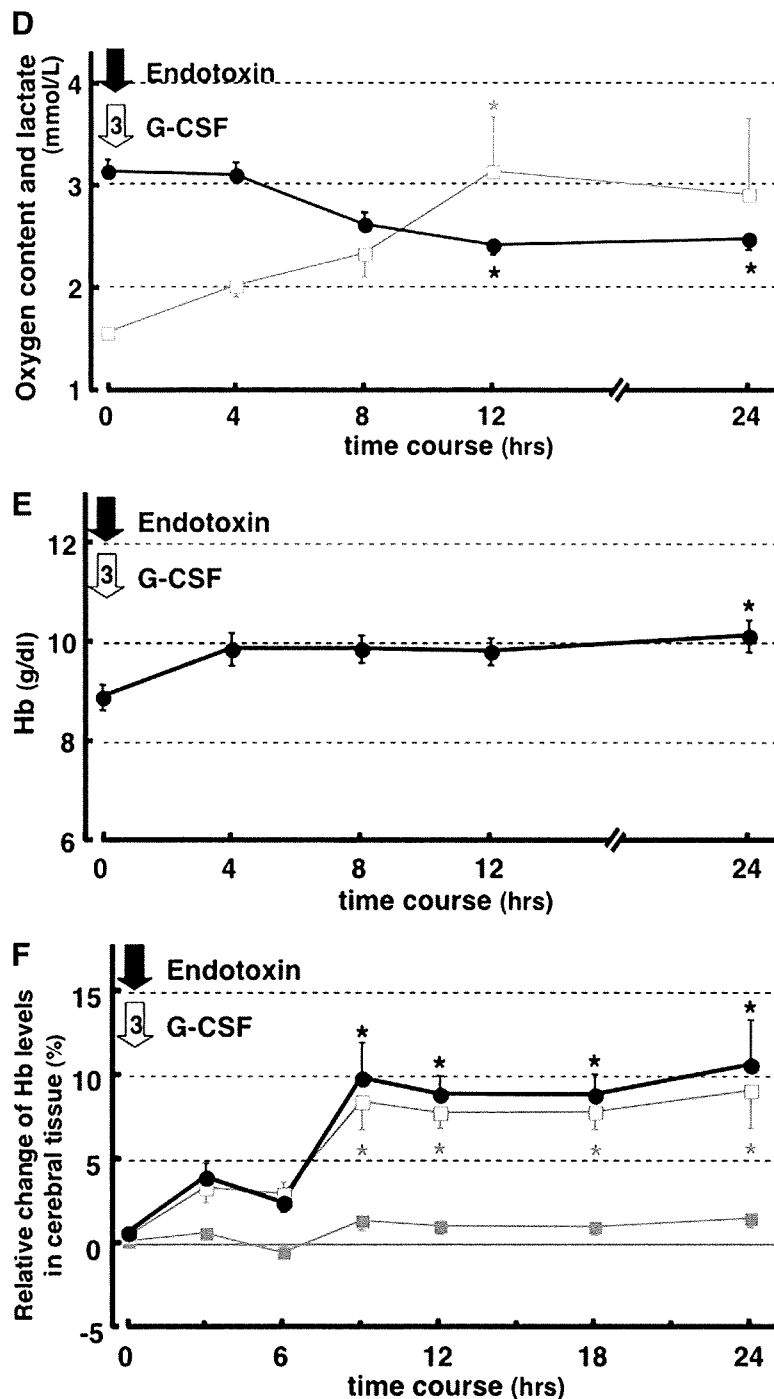 D
Endotoxin
3 G-CSF
Oxygen content and lactate
(mmol/L)
4
3
2
1
*
*
*
0 4 8 12 24
time course (hrs)
E
Endotoxin
3 G-CSF
Hb (g/dl)
12
10
8
6
*
0 4 8 12 24
time course (hrs)
F
Endotoxin
3 G-CSF
Relative change of Hb levels
in cerebral tissue (%)
15
10
5
0
-5
* * * *
* * * *
0 6 12 18 24
time course (hrs)